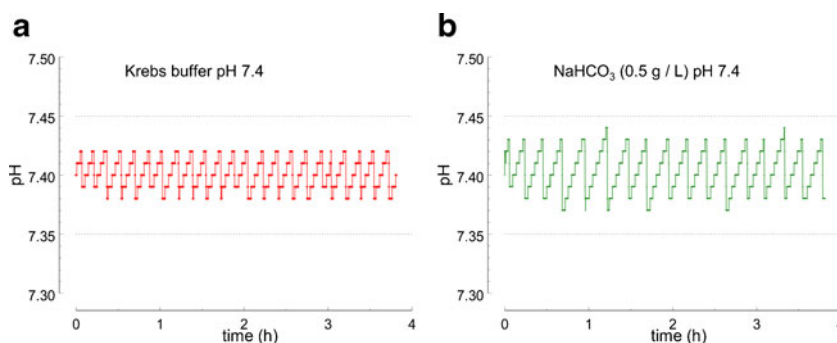 a
Krebs buffer pH 7.4
pH
7.50
7.45
7.40
7.35
7.30
0 1 2 3 4
time (h)
b
NaHCO₃ (0.5 g / L) pH 7.4
pH
7.50
7.45
7.40
7.35
7.30
0 1 2 3 4
time (h)